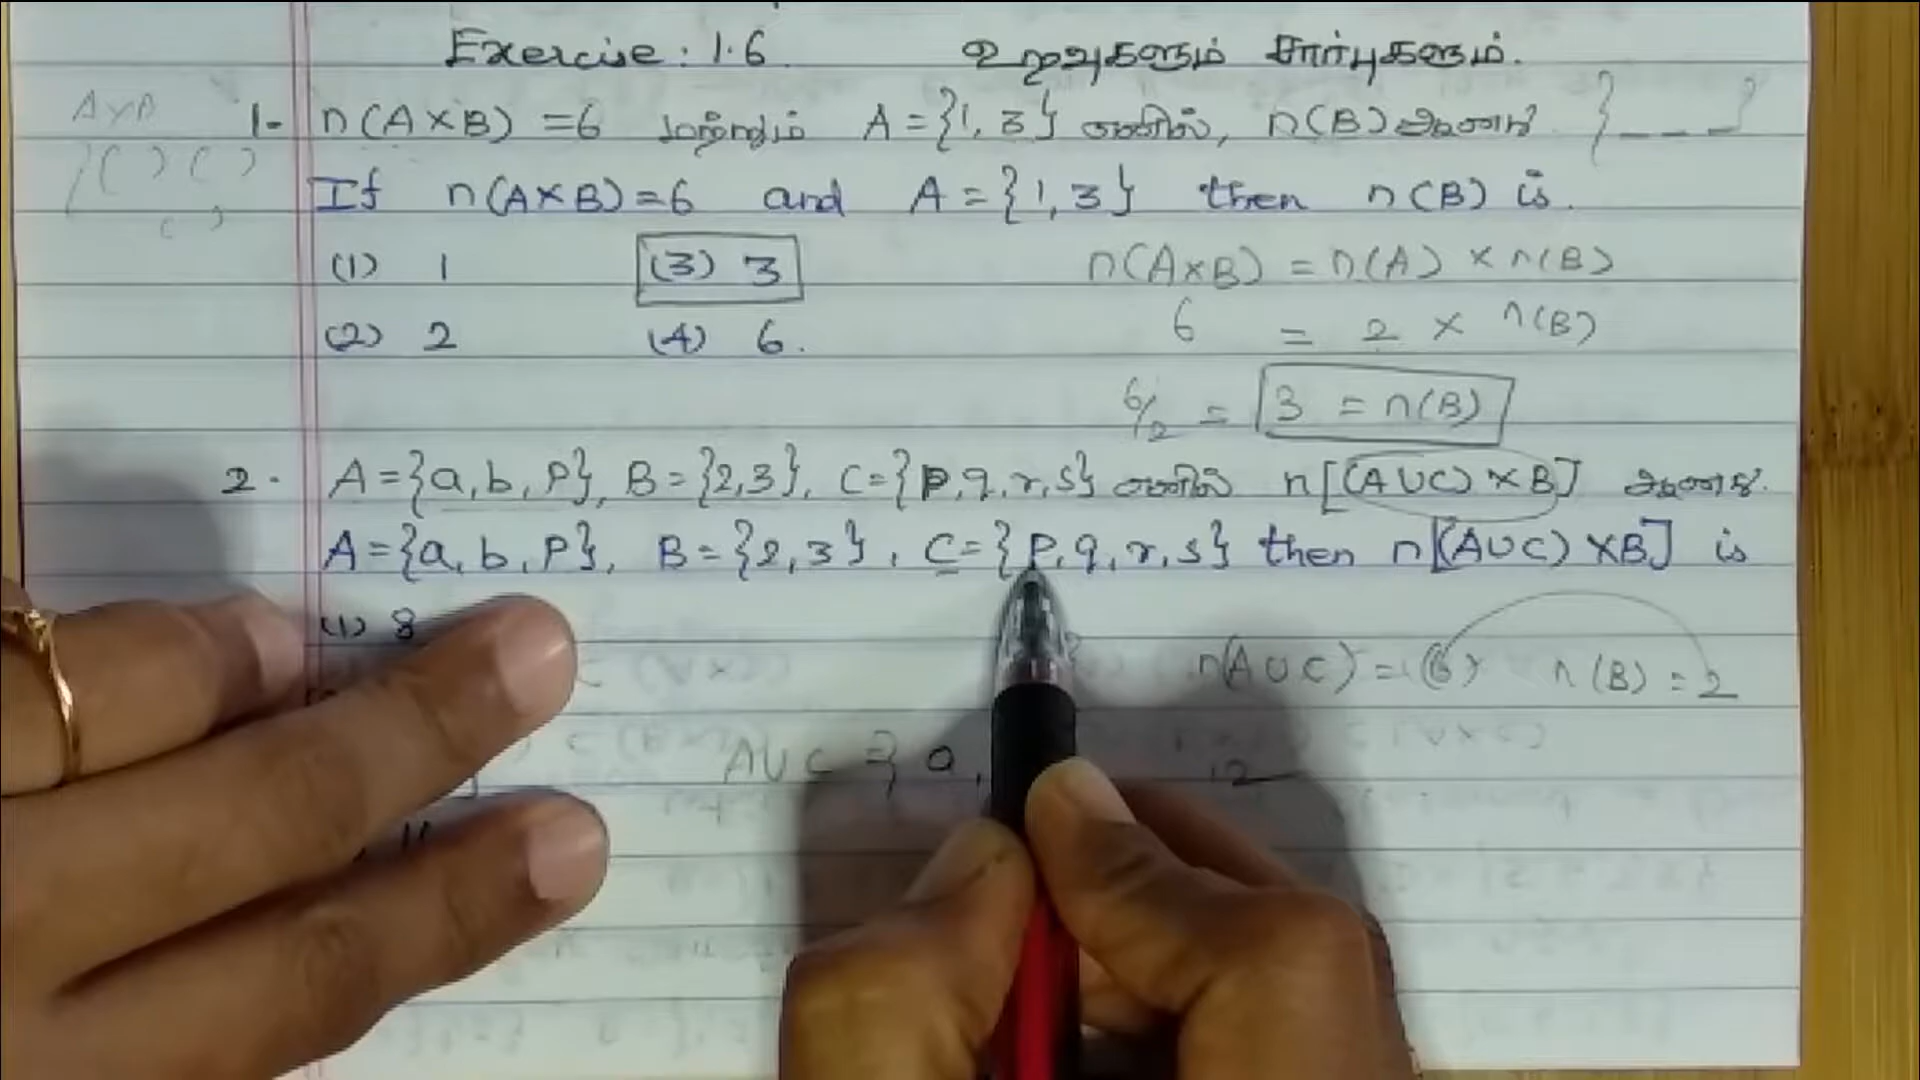 Exercise : 1.6 உறவுகளும் சார்புகளும்.
A×B
1. n(A×B) =6 மற்றும் A={1,3} எனில், n(B) ஆனது {_ _ _}
( ) ( )
If n(A×B)=6 and A={1,3} then n(B) is.
( )
(1) 1 (3) 3 n(A×B) = n(A) × n(B)
(2) 2 (4) 6. 6 = 2 × n(B)
6/2 = 3 = n(B)
2. A={a,b,p}, B={2,3}, C={p,q,r,s} எனில் n[(A∪C)×B] ஆனது.
A={a,b,p}, B={2,3}, C={p,q,r,s} then n[(A∪C)×B] is
(1) 8
n(A∪C) = 6 × n(B) = 2
A∪C = { a, 12